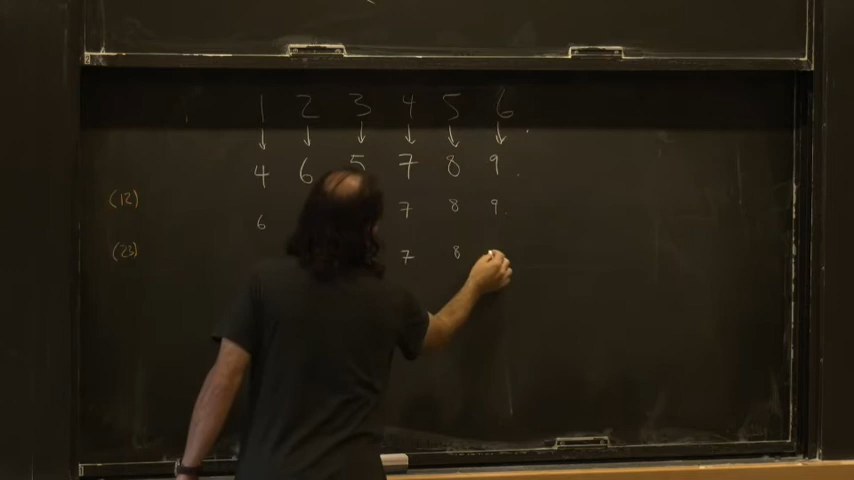 1 2 3 4 5 6
↓ ↓ ↓ ↓ ↓ ↓
4 6 5 7 8 9
(12) 6 7 8 9
(23) 7 8